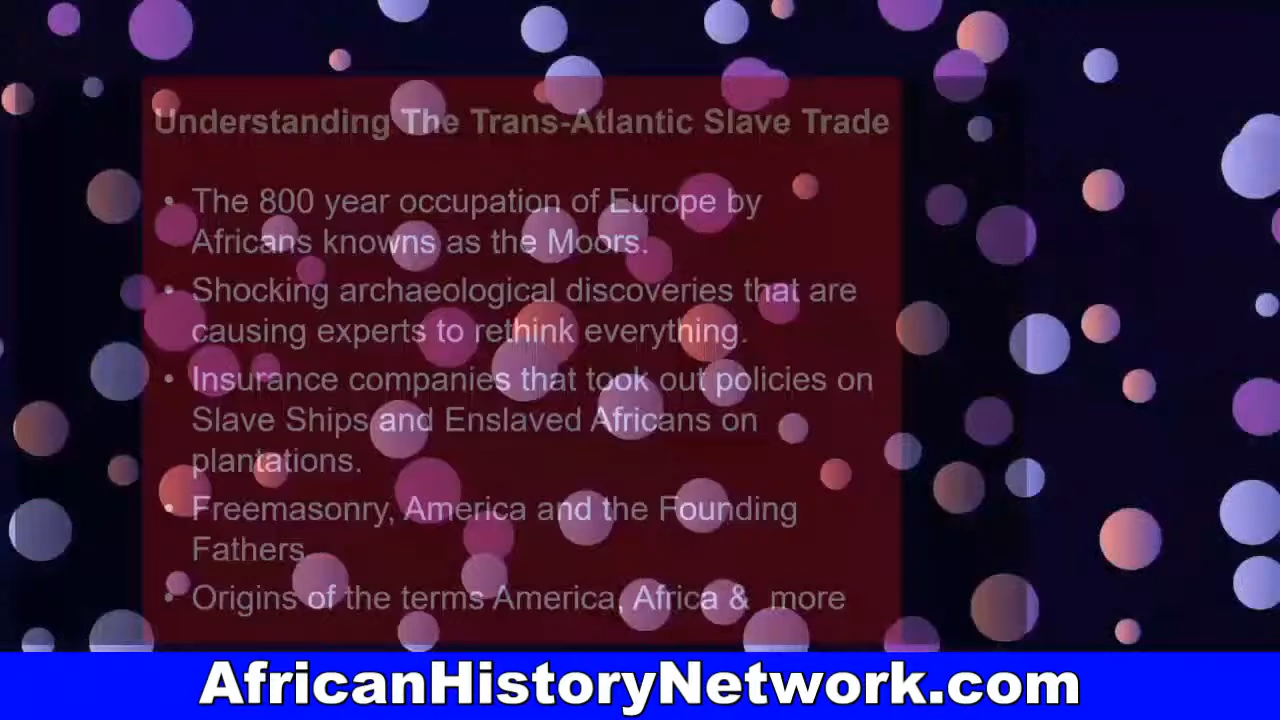 Understanding The Trans-Atlantic Slave Trade
• The 800 year occupation of Europe by
Africans knowns as the Moors.
• Shocking archaeological discoveries that are
causing experts to rethink everything.
• Insurance companies that took out policies on
Slave Ships and Enslaved Africans on
plantations.
• Freemasonry, America and the Founding
Fathers
• Origins of the terms America, Africa & more
AfricanHistoryNetwork.com